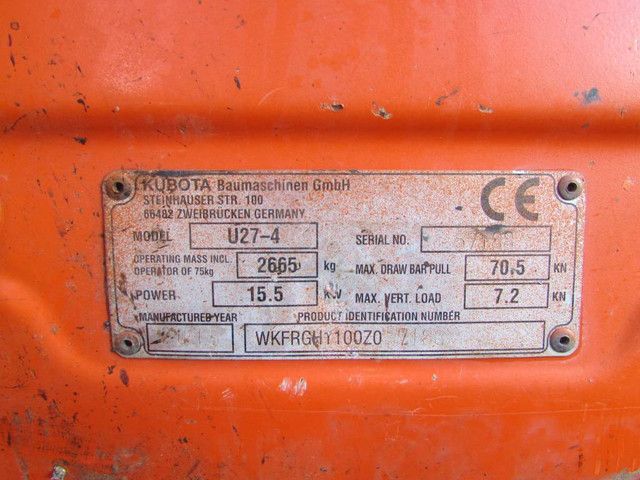 KUBOTA Baumaschinen GmbH
STEINHAUSER STR. 100
66482 ZWEIBRÜCKEN GERMANY
CE
MODEL U27-4
SERIAL NO.
OPERATING MASS INCL. OPERATOR OF 75kg 2665 kg
MAX. DRAW BAR PULL 70.5 KN
POWER 15.5 KW
MAX. VERT. LOAD 7.2 KN
MANUFACTURED YEAR
PRODUCT IDENTIFICATION NUMBER
WKFRGHY100Z0